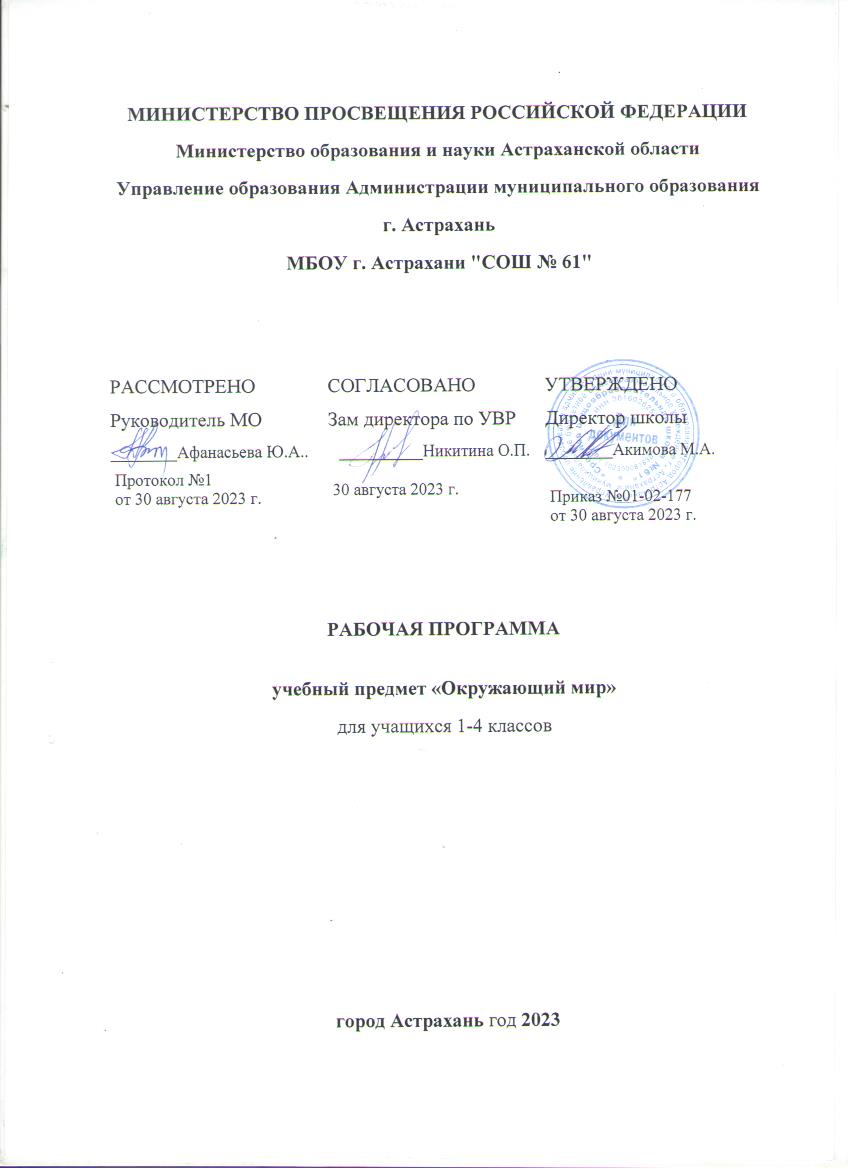 МИНИСТЕРСТВО ПРОСВЕЩЕНИЯ РОССИЙСКОЙ ФЕДЕРАЦИИ
Министерство образования и науки Астраханской области
Управление образования Администрации муниципального образования
г. Астрахань
МБОУ г. Астрахани "СОШ № 61"
РАССМОТРЕНО
Руководитель МО
Афанасьева Ю.А..
Протокол №1
от 30 августа 2023 г.
СОГЛАСОВАНО
Зам директора по УВР
Никитина О.П.
30 августа 2023 г.
УТВЕРЖДЕНО
Директор школы
Акимова М.А.
Приказ №01-02-177
от 30 августа 2023 г.
документов
РАБОЧАЯ ПРОГРАММА
учебный предмет «Окружающий мир»
для учащихся 1-4 классов
город Астрахань год 2023